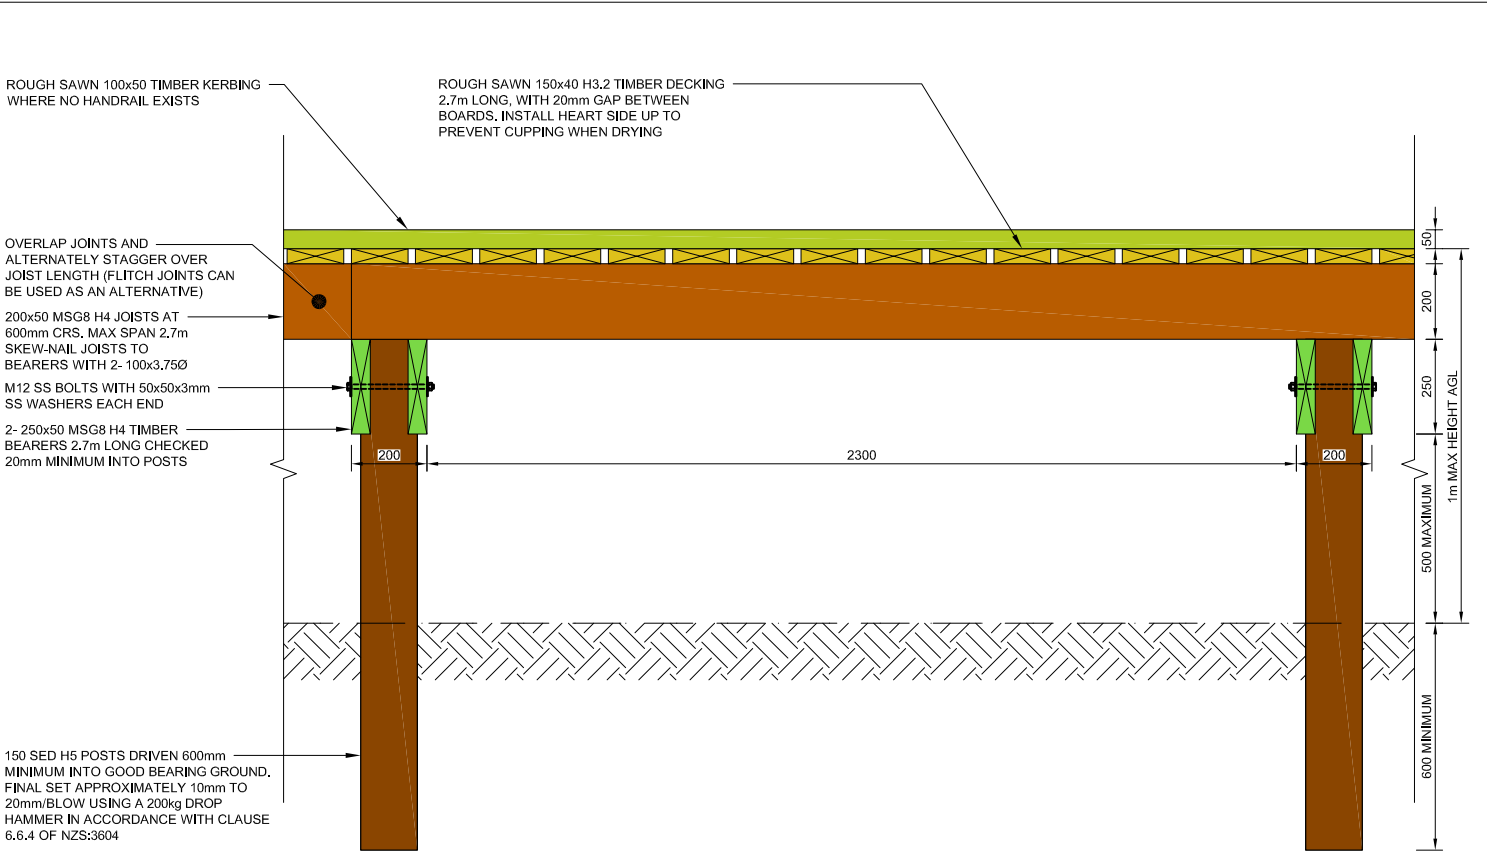 ROUGH SAWN 100x50 TIMBER KERBING
WHERE NO HANDRAIL EXISTS
ROUGH SAWN 150x40 H3.2 TIMBER DECKING
2.7m LONG, WITH 20mm GAP BETWEEN
BOARDS. INSTALL HEART SIDE UP TO
PREVENT CUPPING WHEN DRYING
OVERLAP JOINTS AND
ALTERNATELY STAGGER OVER
JOIST LENGTH (FLITCH JOINTS CAN
BE USED AS AN ALTERNATIVE)
200x50 MSG8 H4 JOISTS AT
600mm CRS. MAX SPAN 2.7m
SKEW-NAIL JOISTS TO
BEARERS WITH 2- 100x3.75Ø
M12 SS BOLTS WITH 50x50x3mm
SS WASHERS EACH END
2- 250x50 MSG8 H4 TIMBER
BEARERS 2.7m LONG CHECKED
20mm MINIMUM INTO POSTS
150 SED H5 POSTS DRIVEN 600mm
MINIMUM INTO GOOD BEARING GROUND.
FINAL SET APPROXIMATELY 10mm TO
20mm/BLOW USING A 200kg DROP
HAMMER IN ACCORDANCE WITH CLAUSE
6.6.4 OF NZS:3604
200
2300
200
50
200
250
500 MAXIMUM
600 MINIMUM
1m MAX HEIGHT AGL